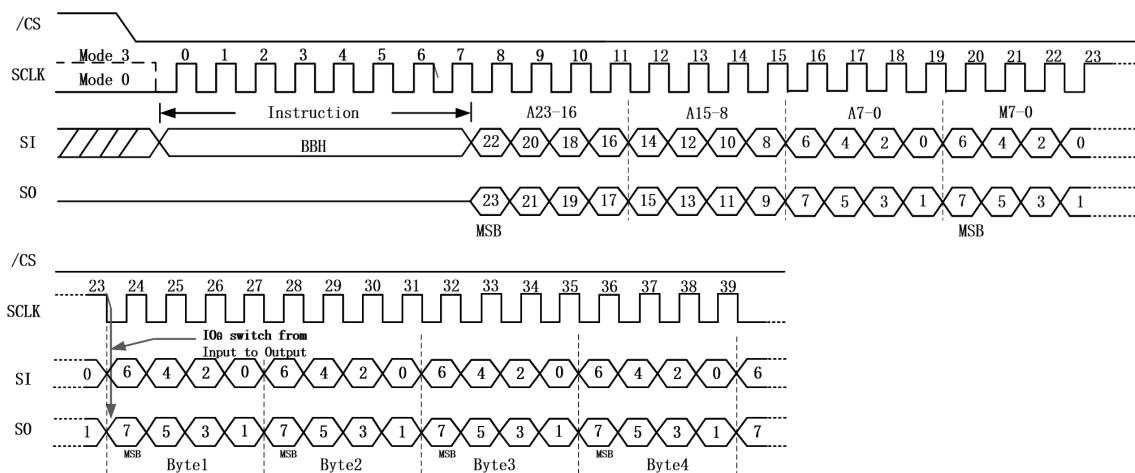 /CS
Mode 3
SCLK
Mode 0
0 1 2 3 4 5 6 7 8 9 10 11 12 13 14 15 16 17 18 19 20 21 22 23
Instruction
A23-16 A15-8 A7-0 M7-0
SI
BBH
22 20 18 16 14 12 10 8 6 4 2 0 6 4 2 0
SO
23 21 19 17 15 13 11 9 7 5 3 1 7 5 3 1
MSB MSB
/CS
23 24 25 26 27 28 29 30 31 32 33 34 35 36 37 38 39
SCLK
IOs switch from
Input to Output
SI
0 6 4 2 0 6 4 2 0 6 4 2 0 6 4 2 0 6
SO
1 7 5 3 1 7 5 3 1 7 5 3 1 7 5 3 1 7
MSB MSB MSB MSB
Byte1 Byte2 Byte3 Byte4